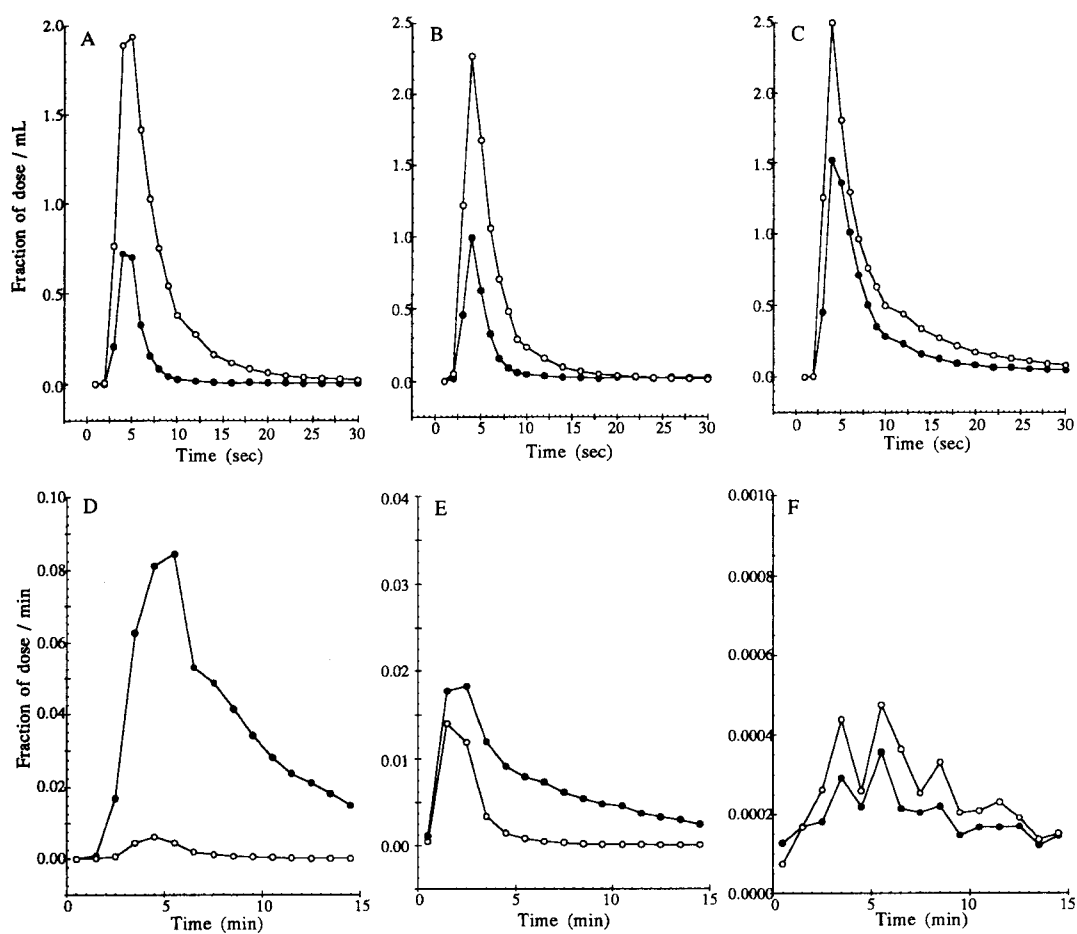 A
B
C
Fraction of dose / mL
2.0
1.5
1.0
0.5
0.0
2.5
2.0
1.5
1.0
0.5
0.0
2.5
2.0
1.5
1.0
0.5
0.0
0 5 10 15 20 25 30
0 5 10 15 20 25 30
0 5 10 15 20 25 30
Time (sec)
Time (sec)
Time (sec)
D
E
F
Fraction of dose / min
0.10
0.08
0.06
0.04
0.02
0.00
0.04
0.03
0.02
0.01
0.00
0.0010
0.0008
0.0006
0.0004
0.0002
0.0000
0 5 10 15
0 5 10 15
0 5 10 15
Time (min)
Time (min)
Time (min)